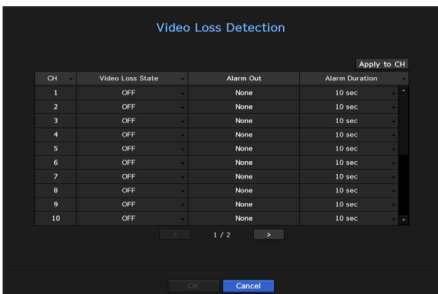 Video Loss Detection
Apply to CH
CH Video Loss State Alarm Out Alarm Duration
1 OFF None 10 sec
2 OFF None 10 sec
3 OFF None 10 sec
4 OFF None 10 sec
5 OFF None 10 sec
6 OFF None 10 sec
7 OFF None 10 sec
8 OFF None 10 sec
9 OFF None 10 sec
10 OFF None 10 sec
< 1 / 2 >
OK Cancel